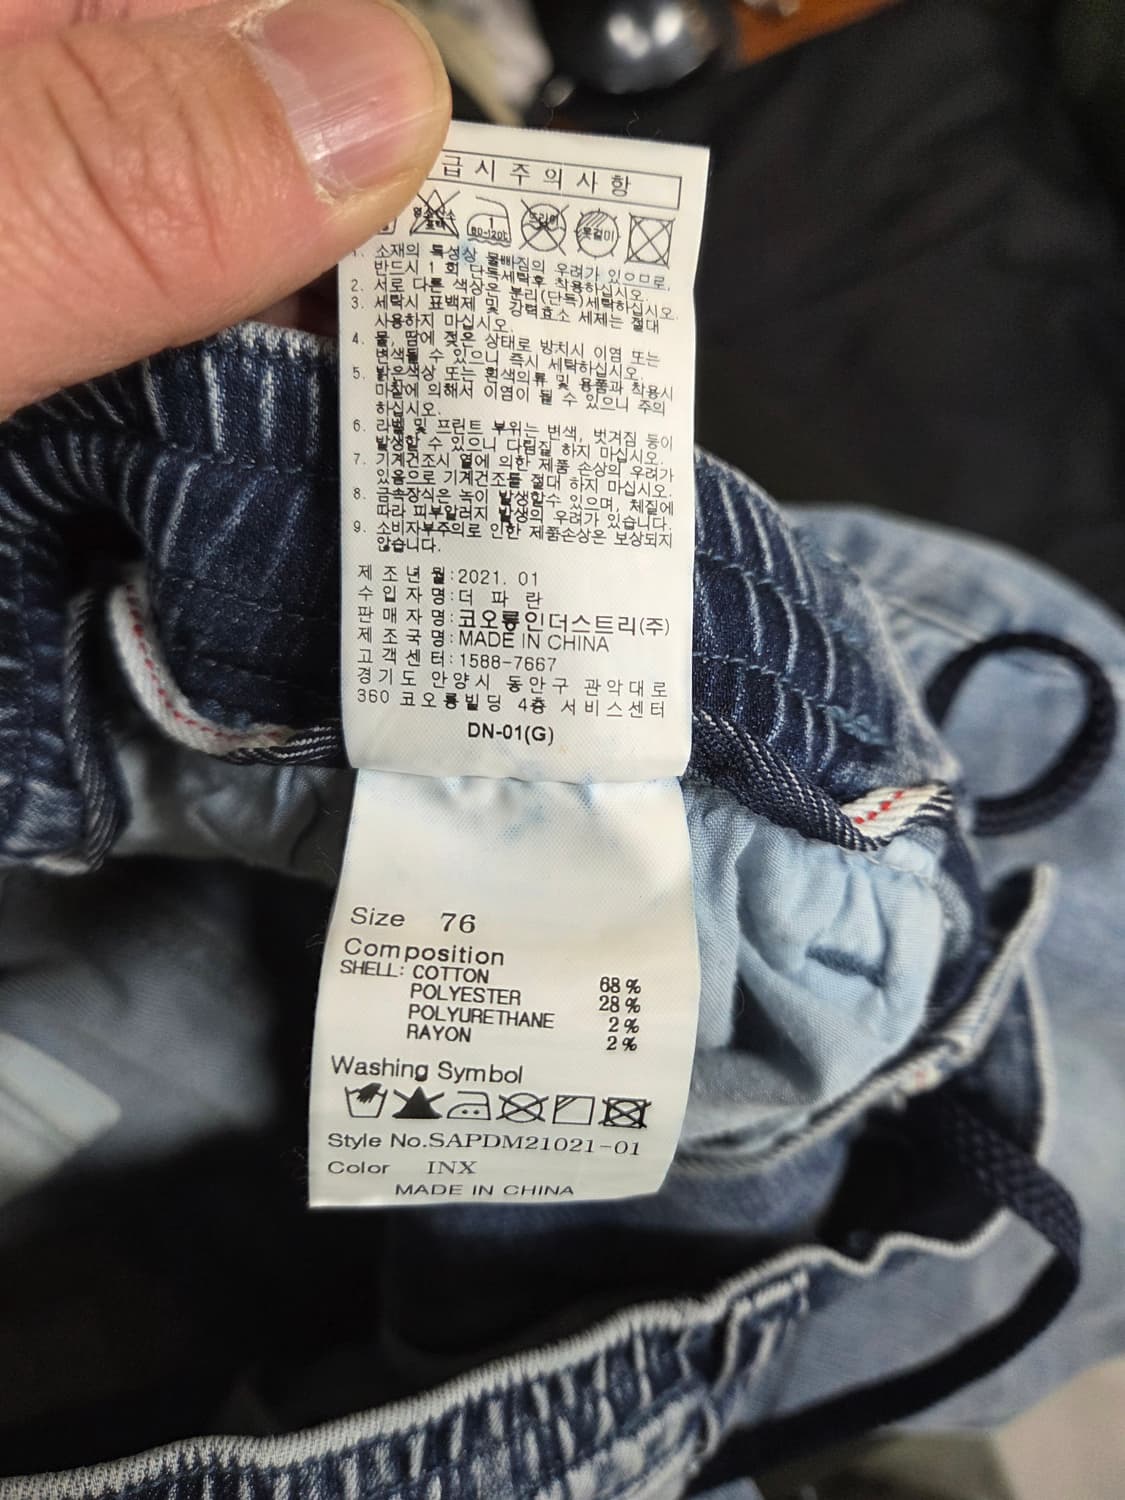 급시주의사항
염소산소
표백
1
80-120℃
드라이
옷걸이
1. 소재의 특성상 물빠짐의 우려가 있으므로,
반드시 1회 단독세탁후 착용하십시오.
2. 서로 다른 색상은 분리(단독)세탁하십시오.
3. 세탁시 표백제 및 강력효소 세제는 절대
사용하지 마십시오.
4. 물, 땀에 젖은 상태로 방치시 이염 또는
변색될 수 있으니 즉시 세탁하십시오.
5. 밝은색상 또는 흰색의류 및 용품과 착용시
마찰에 의해서 이염이 될 수 있으니 주의
하십시오.
6. 라벨 및 프린트 부위는 변색, 벗겨짐 등이
발생할 수 있으니 다림질 하지 마십시오.
7. 기계건조시 열에 의한 제품 손상의 우려가
있음으로 기계건조를 절대 하지 마십시오.
8. 금속장식은 녹이 발생할수 있으며, 체질에
따라 피부알러지 발생의 우려가 있습니다.
9. 소비자부주의로 인한 제품손상은 보상되지
않습니다.
제조년월:2021. 01
수입자명:더파란
판매자명:코오롱인더스트리(주)
제조국명:MADE IN CHINA
고객센터:1588-7667
경기도 안양시 동안구 관악대로
360 코오롱빌딩 4층 서비스센터
DN-01(G)
Size 76
Composition
SHELL: COTTON 68%
POLYESTER 28%
POLYURETHANE 2%
RAYON 2%
Washing Symbol
Style No.SAPDM21021-01
Color INX
MADE IN CHINA